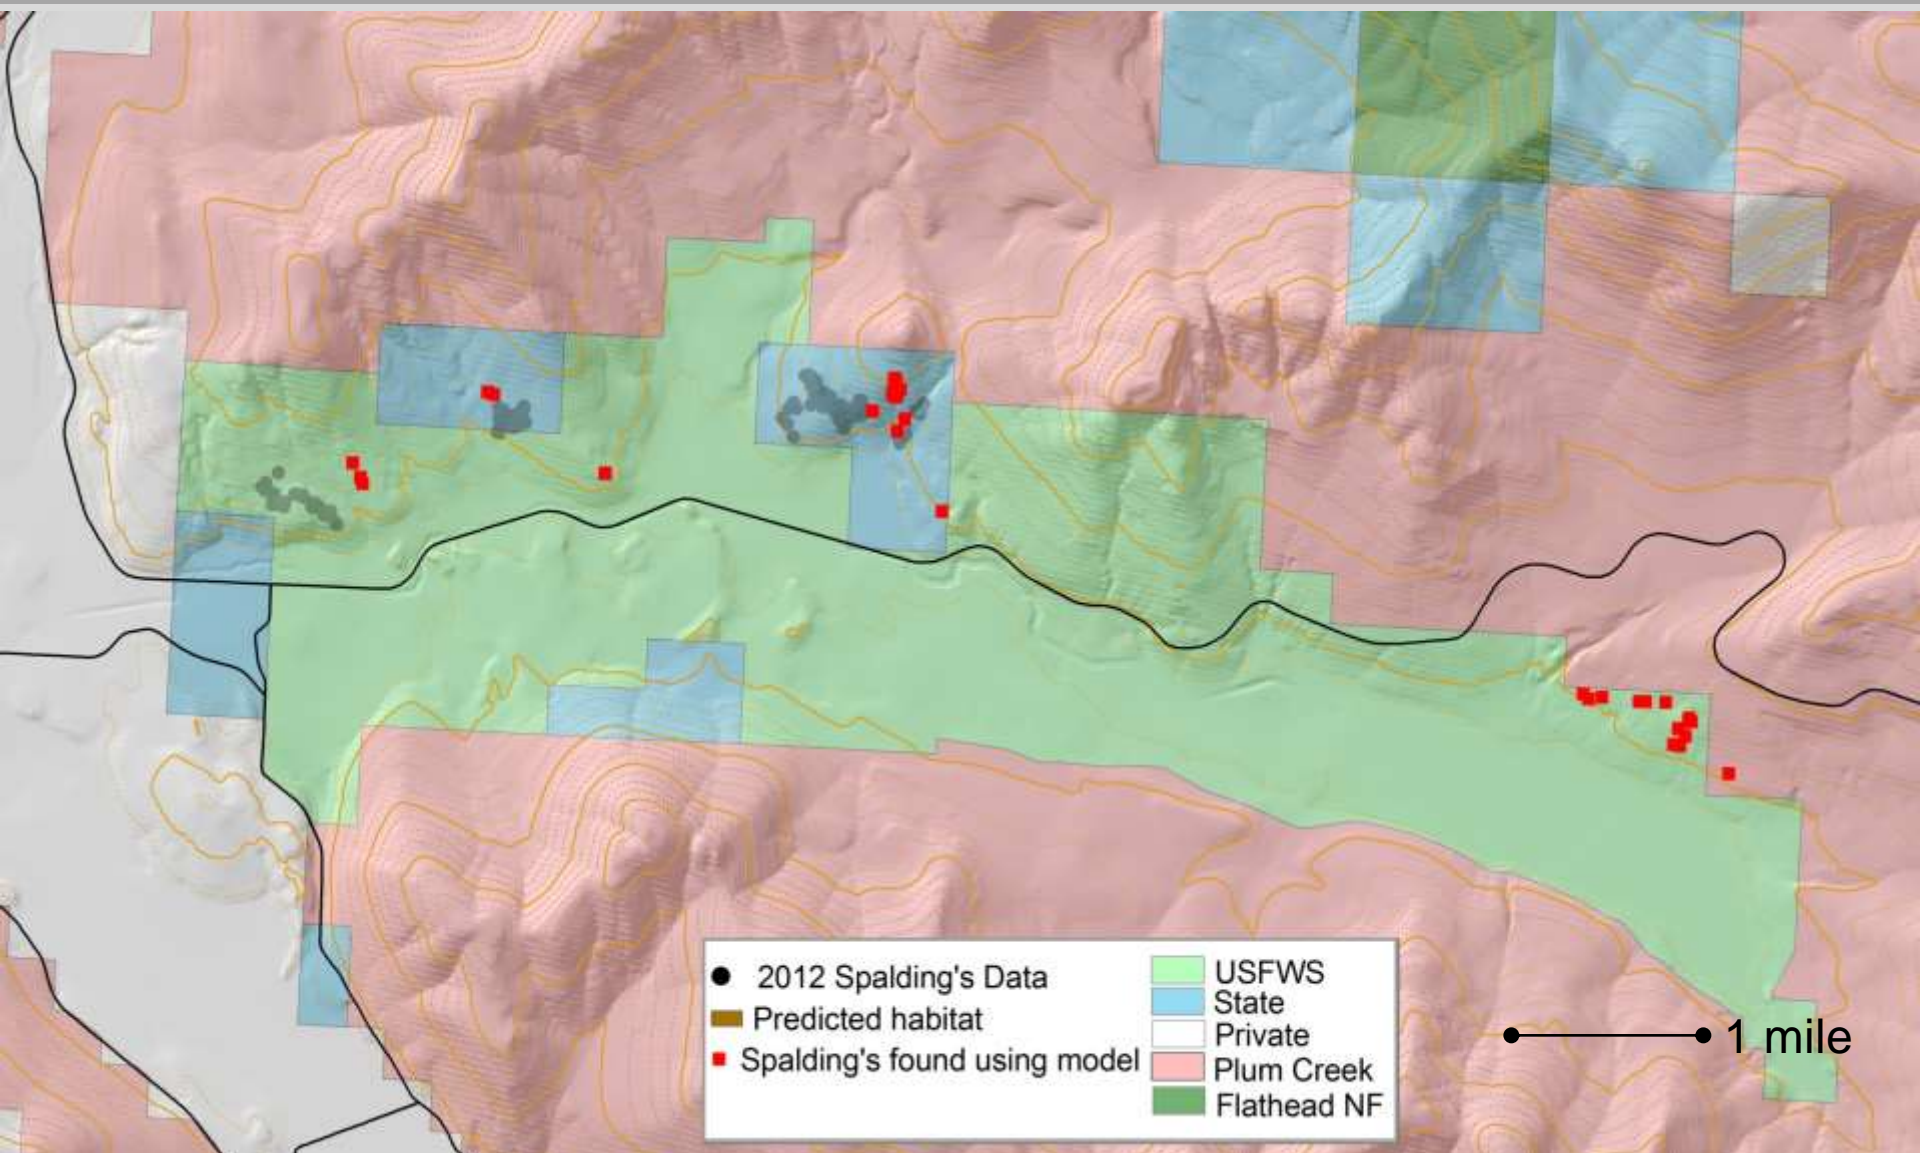 2012 Spalding's Data
Predicted habitat
Spalding's found using model
USFWS
State
Private
Plum Creek
Flathead NF
1 mile